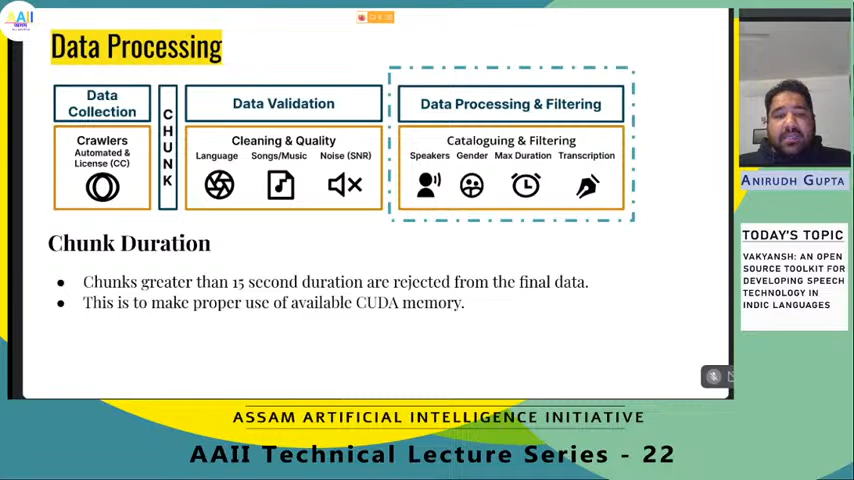 AAII
Data Processing
Data
Collection
CHUNK
Data Validation
Data Processing & Filtering
Crawlers
Automated &
License (CC)
Cleaning & Quality
Language Songs/Music Noise (SNR)
Cataloguing & Filtering
Speakers Gender Max Duration Transcription
Chunk Duration
● Chunks greater than 15 second duration are rejected from the final data.
● This is to make proper use of available CUDA memory.
ANIRUDH GUPTA
TODAY'S TOPIC
VAKYANSH: AN OPEN
SOURCE TOOLKIT FOR
DEVELOPING SPEECH
TECHNOLOGY IN
INDIC LANGUAGES
ASSAM ARTIFICIAL INTELLIGENCE INITIATIVE
AAII Technical Lecture Series - 22